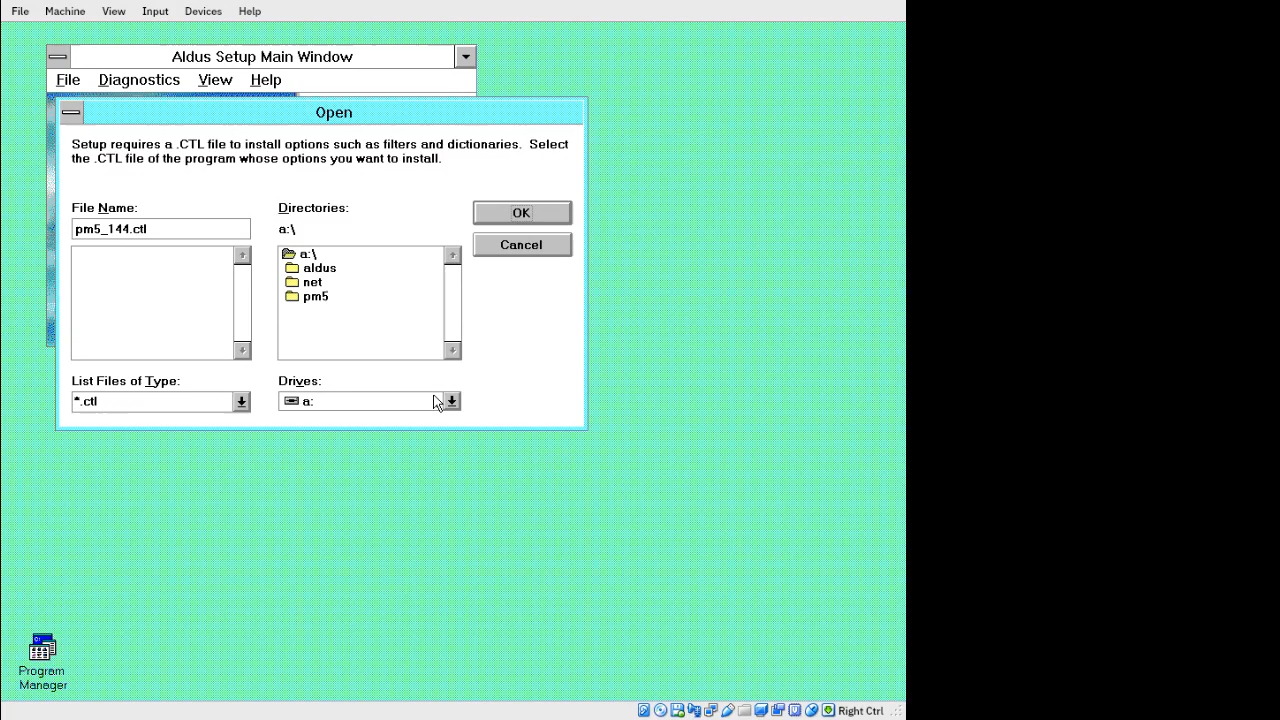 File Machine View Input Devices Help
Aldus Setup Main Window
File Diagnostics View Help
Open
Setup requires a .CTL file to install options such as filters and dictionaries. Select
the .CTL file of the program whose options you want to install.
File Name:
Directories:
OK
pm5_144.ctl
a:\
Cancel
a:\
aldus
net
pm5
List Files of Type:
Drives:
*.ctl
a:
Program
Manager
Right Ctrl